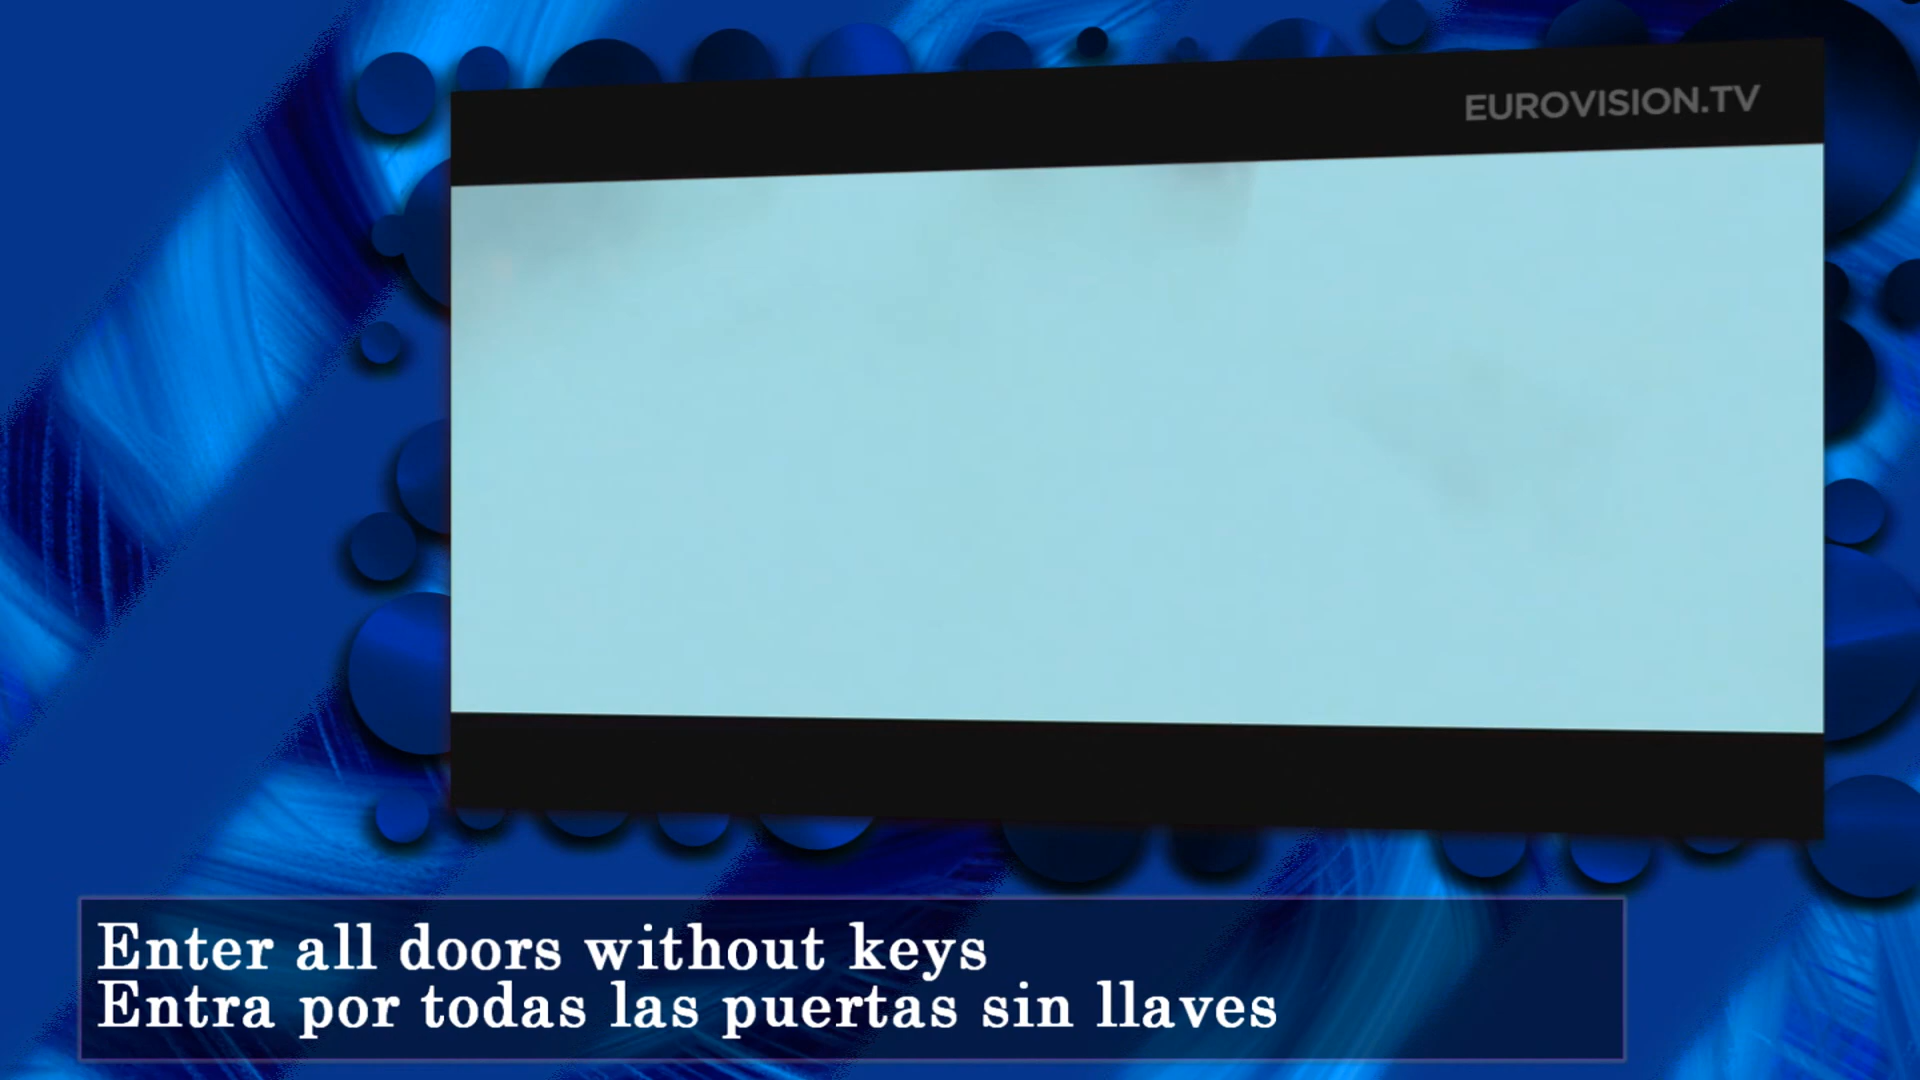 EUROVISION.TV
Enter all doors without keys
Entra por todas las puertas sin llaves